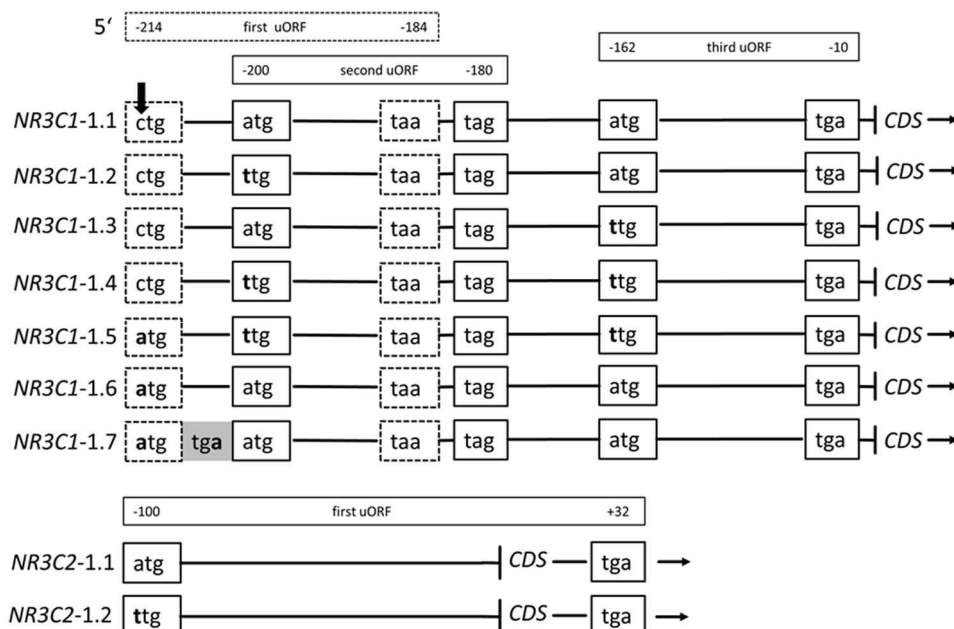 5‘ -214 first uORF -184
-162 third uORF -10
-200 second uORF -180
NR3C1-1.1 ctg atg taa tag atg tga CDS
NR3C1-1.2 ctg ttg taa tag atg tga CDS
NR3C1-1.3 ctg atg taa tag ttg tga CDS
NR3C1-1.4 ctg ttg taa tag ttg tga CDS
NR3C1-1.5 atg ttg taa tag ttg tga CDS
NR3C1-1.6 atg atg taa tag atg tga CDS
NR3C1-1.7 atg tga atg taa tag atg tga CDS
-100 first uORF +32
NR3C2-1.1 atg CDS tga
NR3C2-1.2 ttg CDS tga